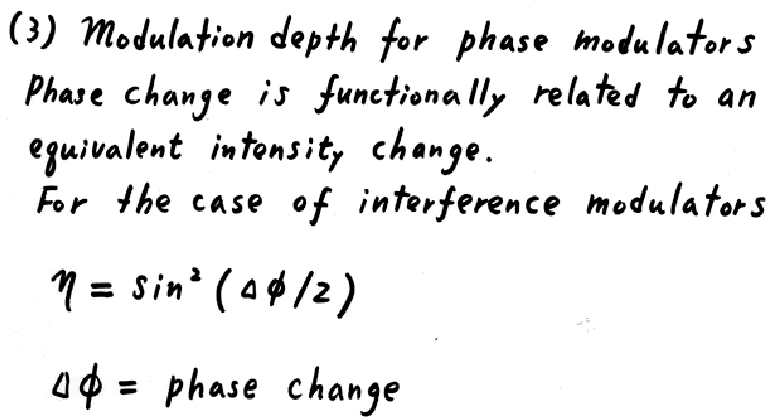 (3) Modulation depth for phase modulators
Phase change is functionally related to an
equivalent intensity change.
For the case of interference modulators
η = sin² (Δϕ/2)
Δϕ = phase change